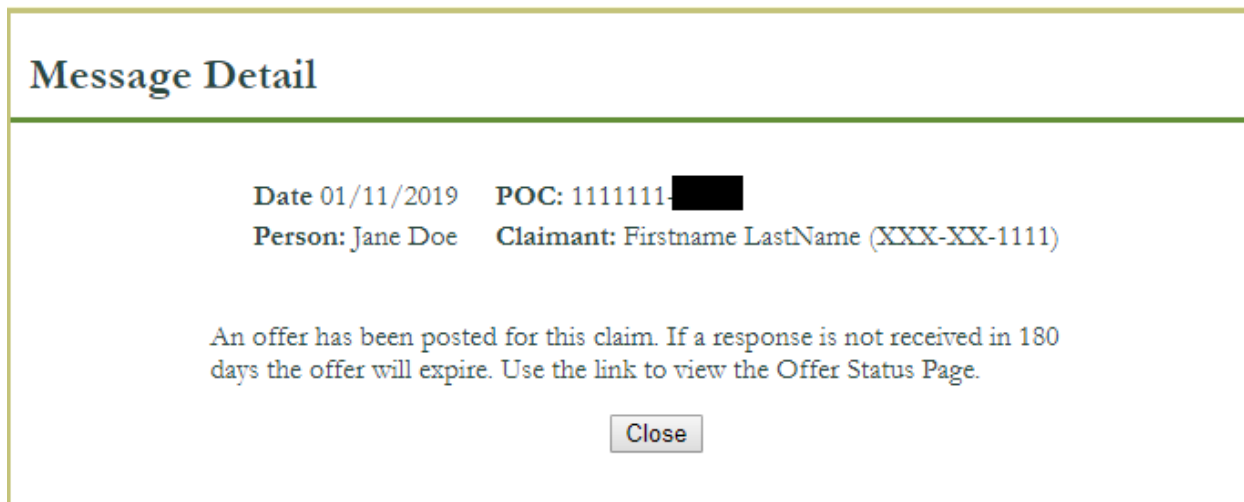 Message Detail
Date 01/11/2019 POC: 1111111-
Person: Jane Doe Claimant: Firstname LastName (XXX-XX-1111)
An offer has been posted for this claim. If a response is not received in 180
days the offer will expire. Use the link to view the Offer Status Page.
Close